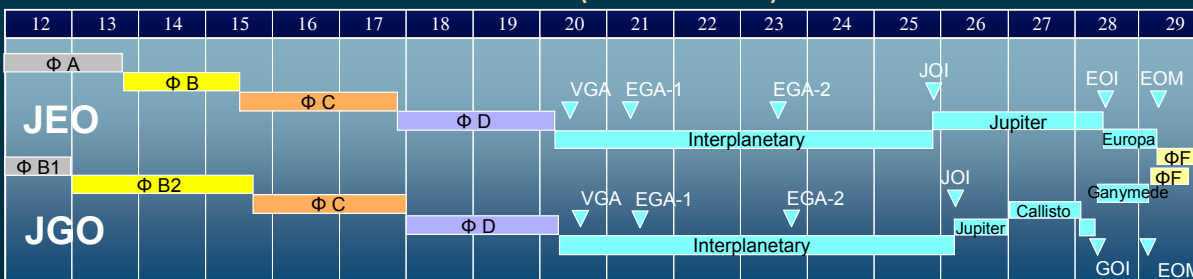 12 13 14 15 16 17 18 19 20 21 22 23 24 25 26 27 28 29
Φ A
Φ B
JOI
EOI
EOM
VGA
EGA-1
EGA-2
Φ C
JEO
Φ D
Jupiter
Interplanetary
Europa
ΦF
Φ B1
Φ B2
JOI
ΦF
Ganymede
VGA
EGA-1
EGA-2
Φ C
Callisto
JGO
Φ D
Jupiter
Interplanetary
GOI
EOM